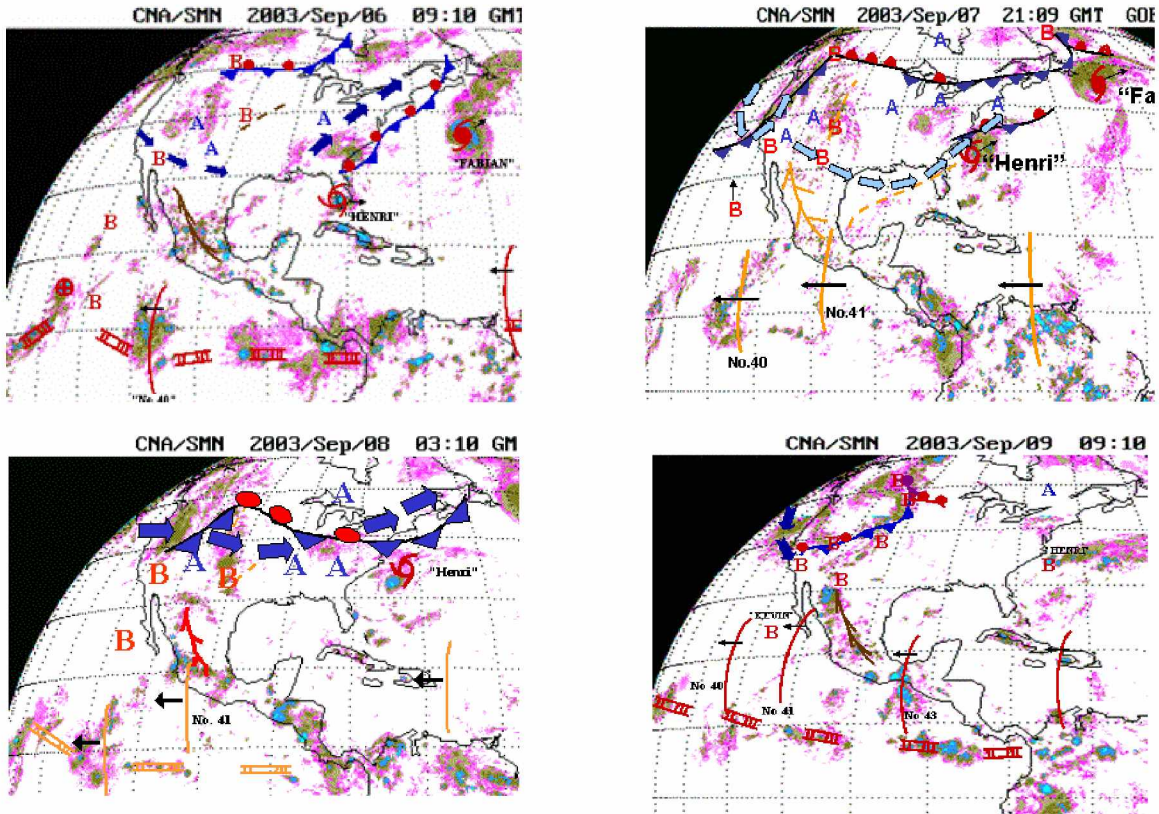 CNA/SMN 2003/Sep/06 09:10 GMT
B
B
A
A
A
B
"FABIAN"
"HENRI"
B
B
"No 40"
CNA/SMN 2003/Sep/07 21:09 GMT GOE
B
A
B
"Fa
A
A
A
A
A
B
B
B
"Henri"
B
No.41
No.40
CNA/SMN 2003/Sep/08 03:10 GM
A
B
A
B
A
A
"Henri"
B
No. 41
CNA/SMN 2003/Sep/09 09:10
B
B
A
B
B
B
"HENRI"
B
B
"KEVIN"
B
No 40
No 41
No 43